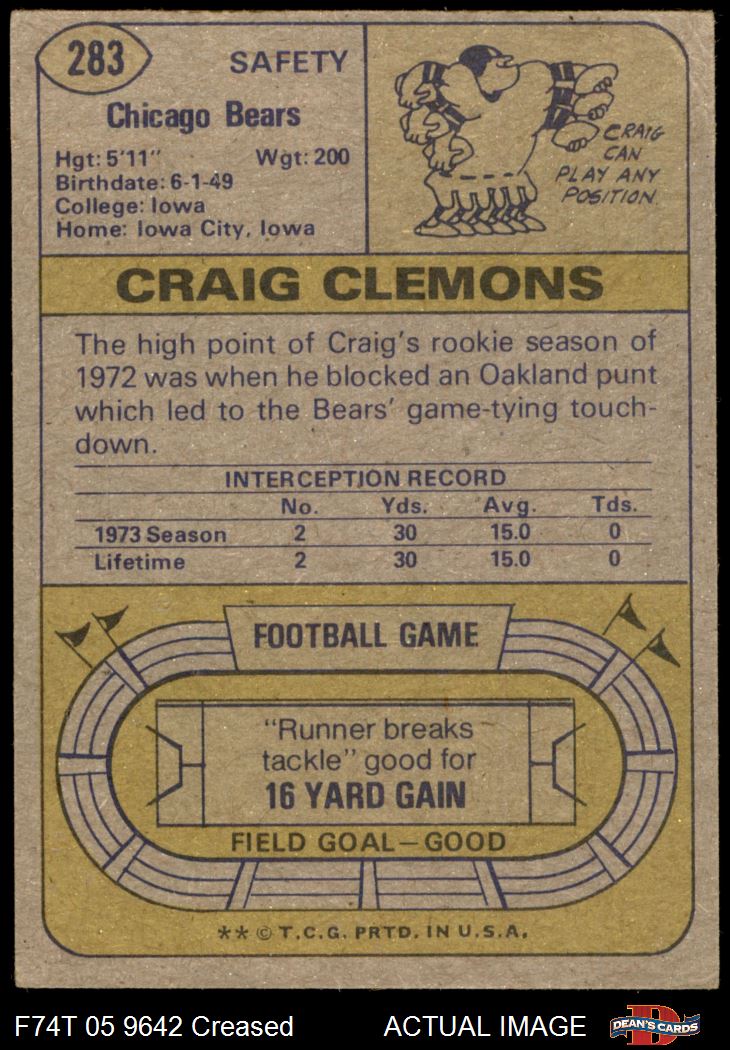 283
SAFETY
Chicago Bears
Hgt: 5'11" Wgt: 200
Birthdate: 6-1-49
College: Iowa
Home: Iowa City, Iowa
CRAIG
CAN
PLAY ANY
POSITION.
CRAIG CLEMONS
The high point of Craig's rookie season of
1972 was when he blocked an Oakland punt
which led to the Bears' game-tying touch-
down.
INTERCEPTION RECORD
No. Yds. Avg. Tds.
1973 Season 2 30 15.0 0
Lifetime 2 30 15.0 0
FOOTBALL GAME
"Runner breaks
tackle" good for
16 YARD GAIN
FIELD GOAL—GOOD
** © T.C.G. PRTD. IN U.S.A.
F74T 05 9642 Creased ACTUAL IMAGE
D
DEAN'S CARDS